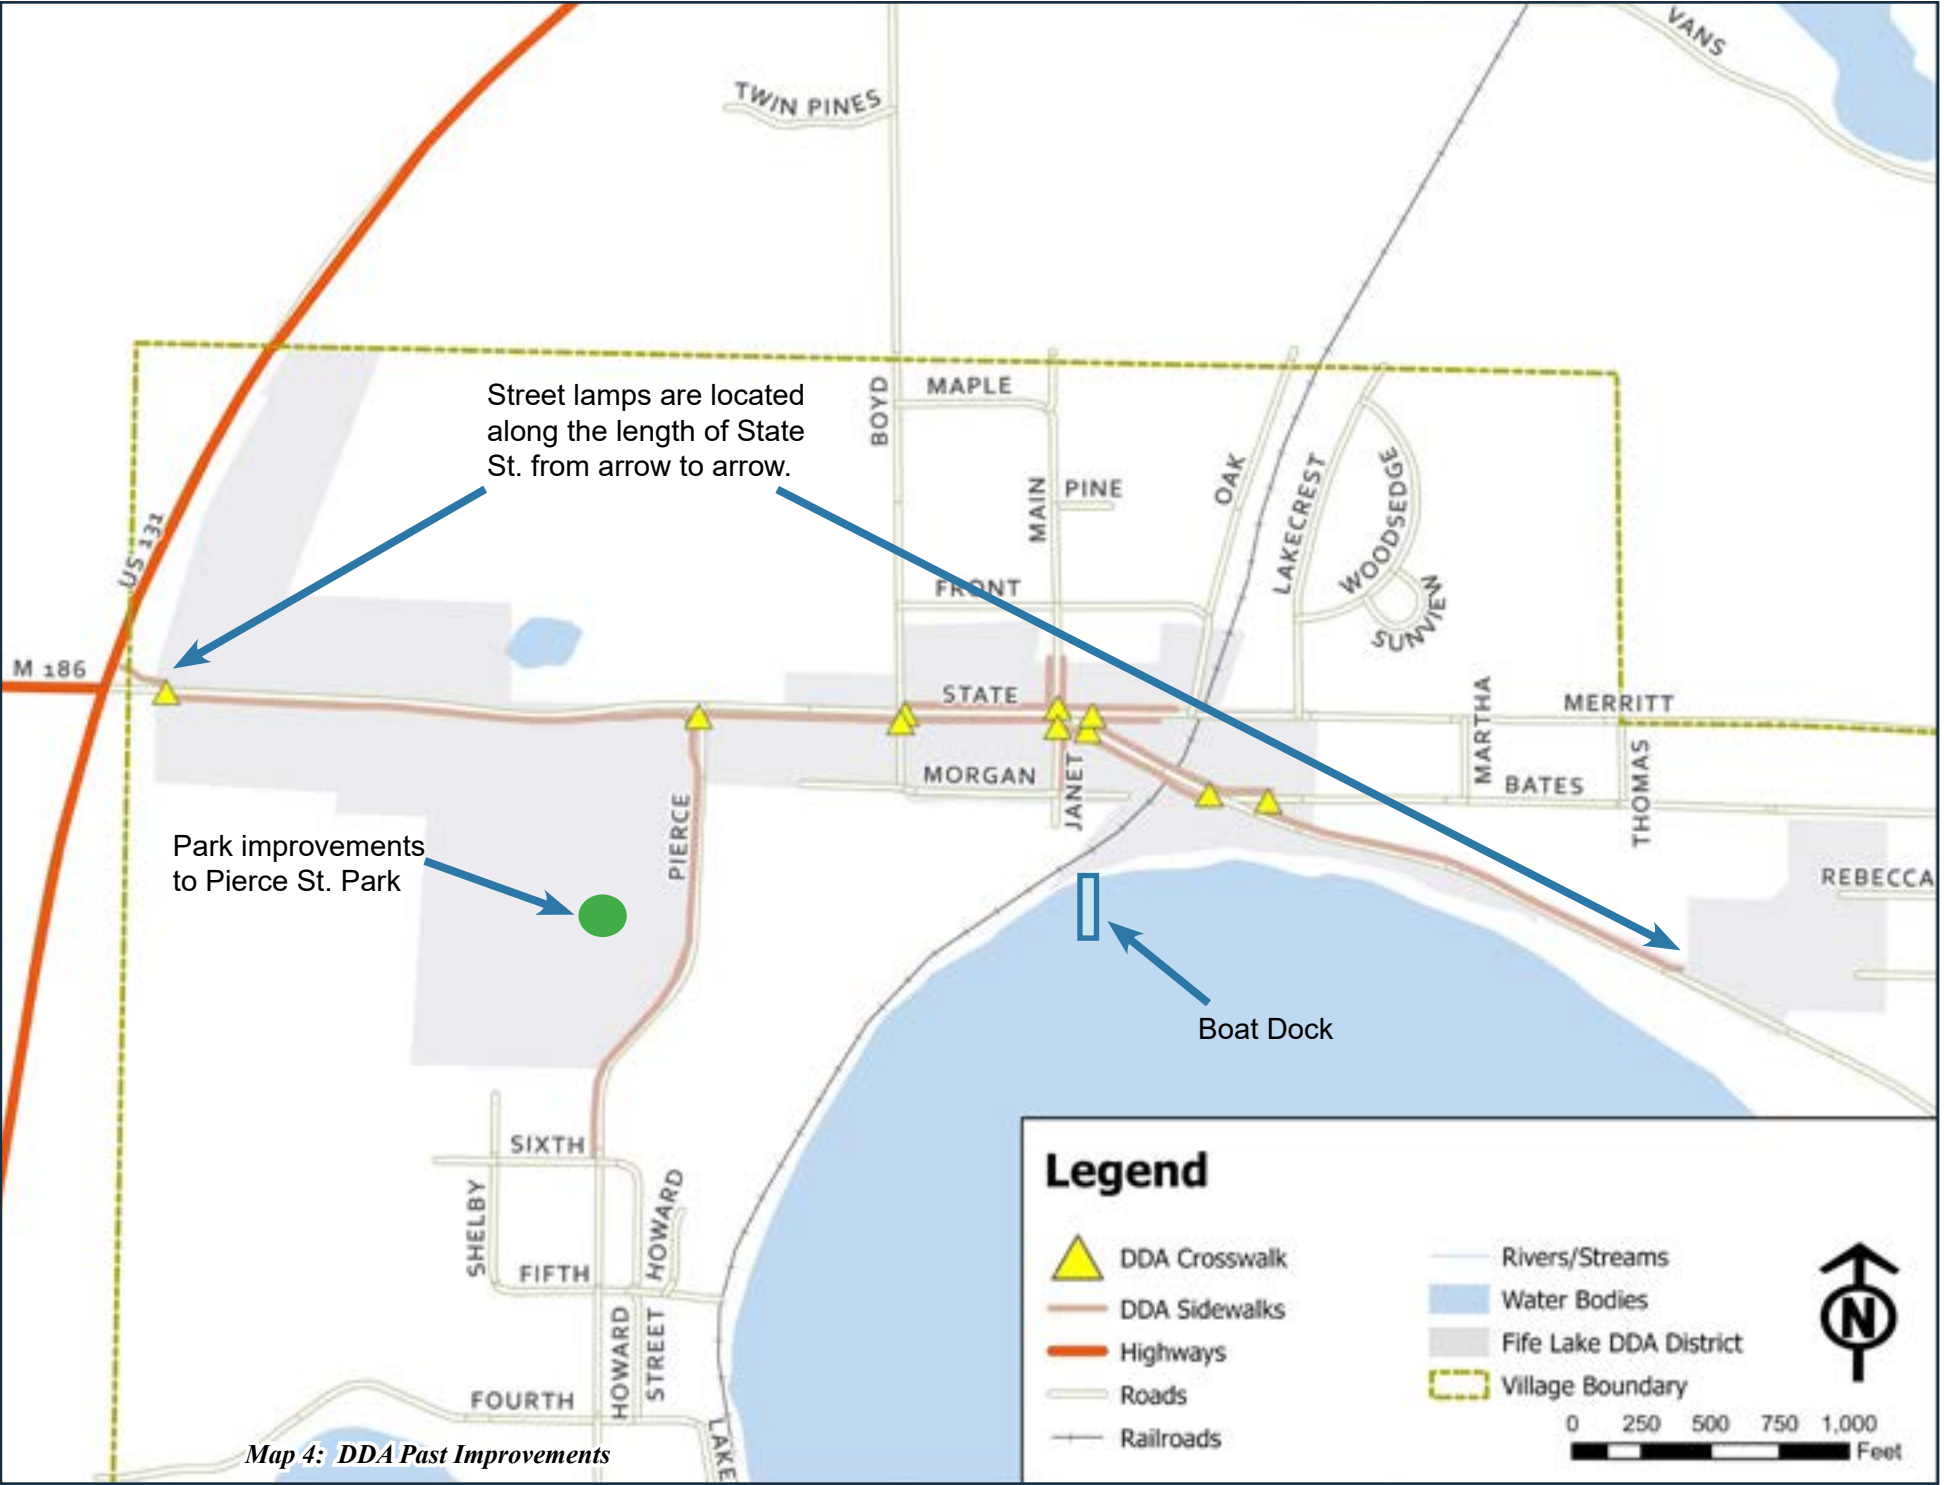 VANS
TWIN PINES
Street lamps are located
along the length of State
St. from arrow to arrow.
BOYD
MAPLE
MAIN
PINE
OAK
LAKECREST
WOODSEDGE
SUNVIEW
US 131
FRONT
M 186
STATE
MERRITT
MARTHA
MORGAN
JANET
BATES
THOMAS
PIERCE
Park improvements
to Pierce St. Park
REBECCA
Boat Dock
SIXTH
SHELBY
HOWARD
FIFTH
HOWARD
STREET
FOURTH
LAKE
Map 4: DDA Past Improvements
Legend
DDA Crosswalk
DDA Sidewalks
Highways
Roads
Railroads
Rivers/Streams
Water Bodies
Fife Lake DDA District
Village Boundary
N
0 250 500 750 1,000
Feet